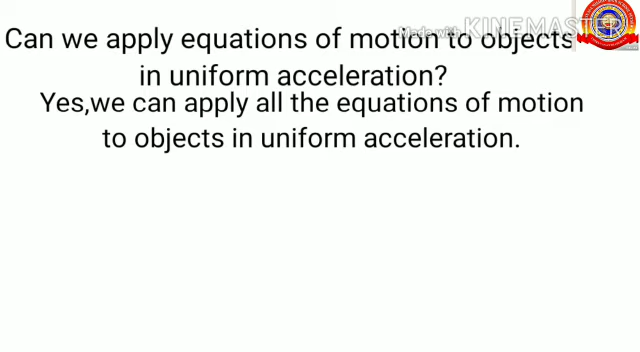 Made with KINEMASTER
Can we apply equations of motion to objects
in uniform acceleration?
Yes,we can apply all the equations of motion
to objects in uniform acceleration.